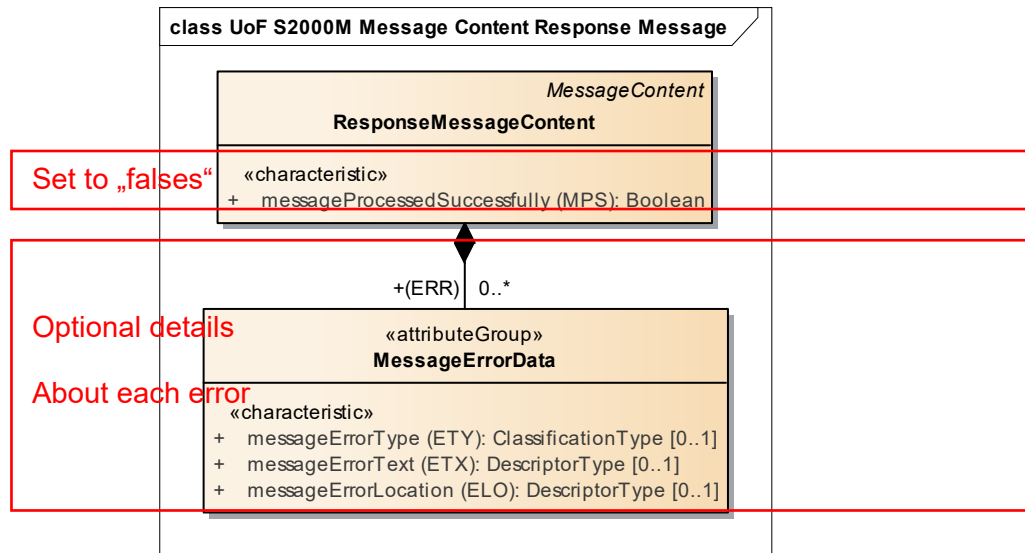 class UoF S2000M Message Content Response Message
MessageContent
ResponseMessageContent
Set to „falses“
«characteristic»
+ messageProcessedSuccessfully (MPS): Boolean
+(ERR) 0..*
Optional details
About each error
«attributeGroup»
MessageErrorData
«characteristic»
+ messageErrorType (ETY): ClassificationType [0..1]
+ messageErrorText (ETX): DescriptorType [0..1]
+ messageErrorLocation (ELO): DescriptorType [0..1]